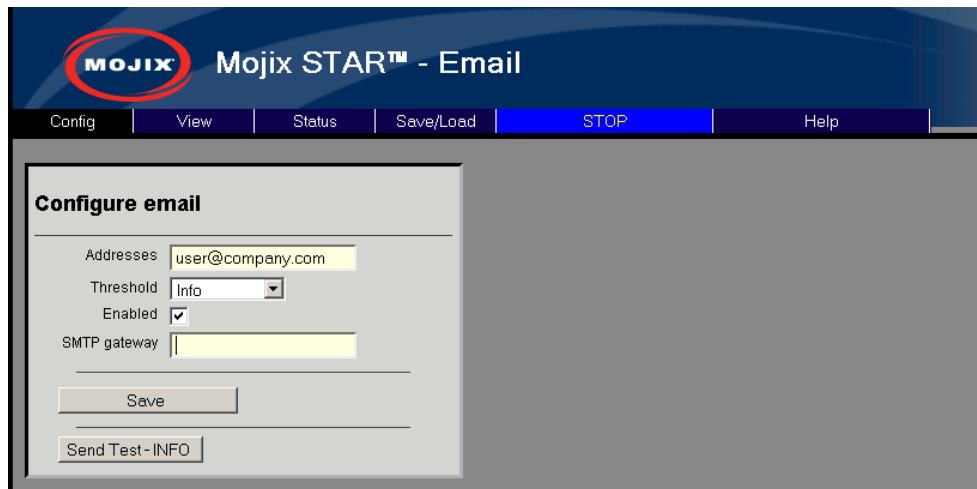 MOJIX Mojix STAR™ - Email
Config View Status Save/Load STOP Help
Configure email
Addresses user@company.com
Threshold Info
Enabled
SMTP gateway
Save
Send Test-INFO